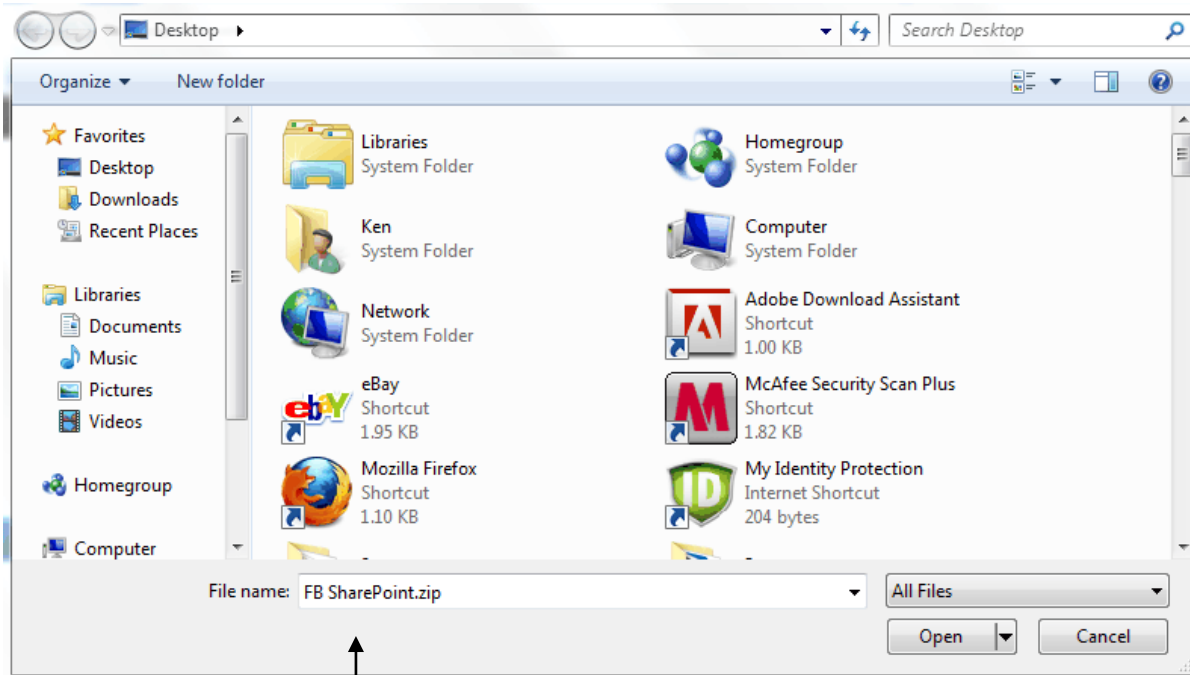 Desktop
Search Desktop
Organize
New folder
Favorites
Desktop
Downloads
Recent Places
Libraries
Documents
Music
Pictures
Videos
Homegroup
Computer
Libraries
System Folder
Homegroup
System Folder
Ken
System Folder
Computer
System Folder
Network
System Folder
Adobe Download Assistant
Shortcut
1.00 KB
eBay
Shortcut
1.95 KB
McAfee Security Scan Plus
Shortcut
1.82 KB
Mozilla Firefox
Shortcut
1.10 KB
My Identity Protection
Internet Shortcut
204 bytes
File name: FB SharePoint.zip
All Files
Open
Cancel